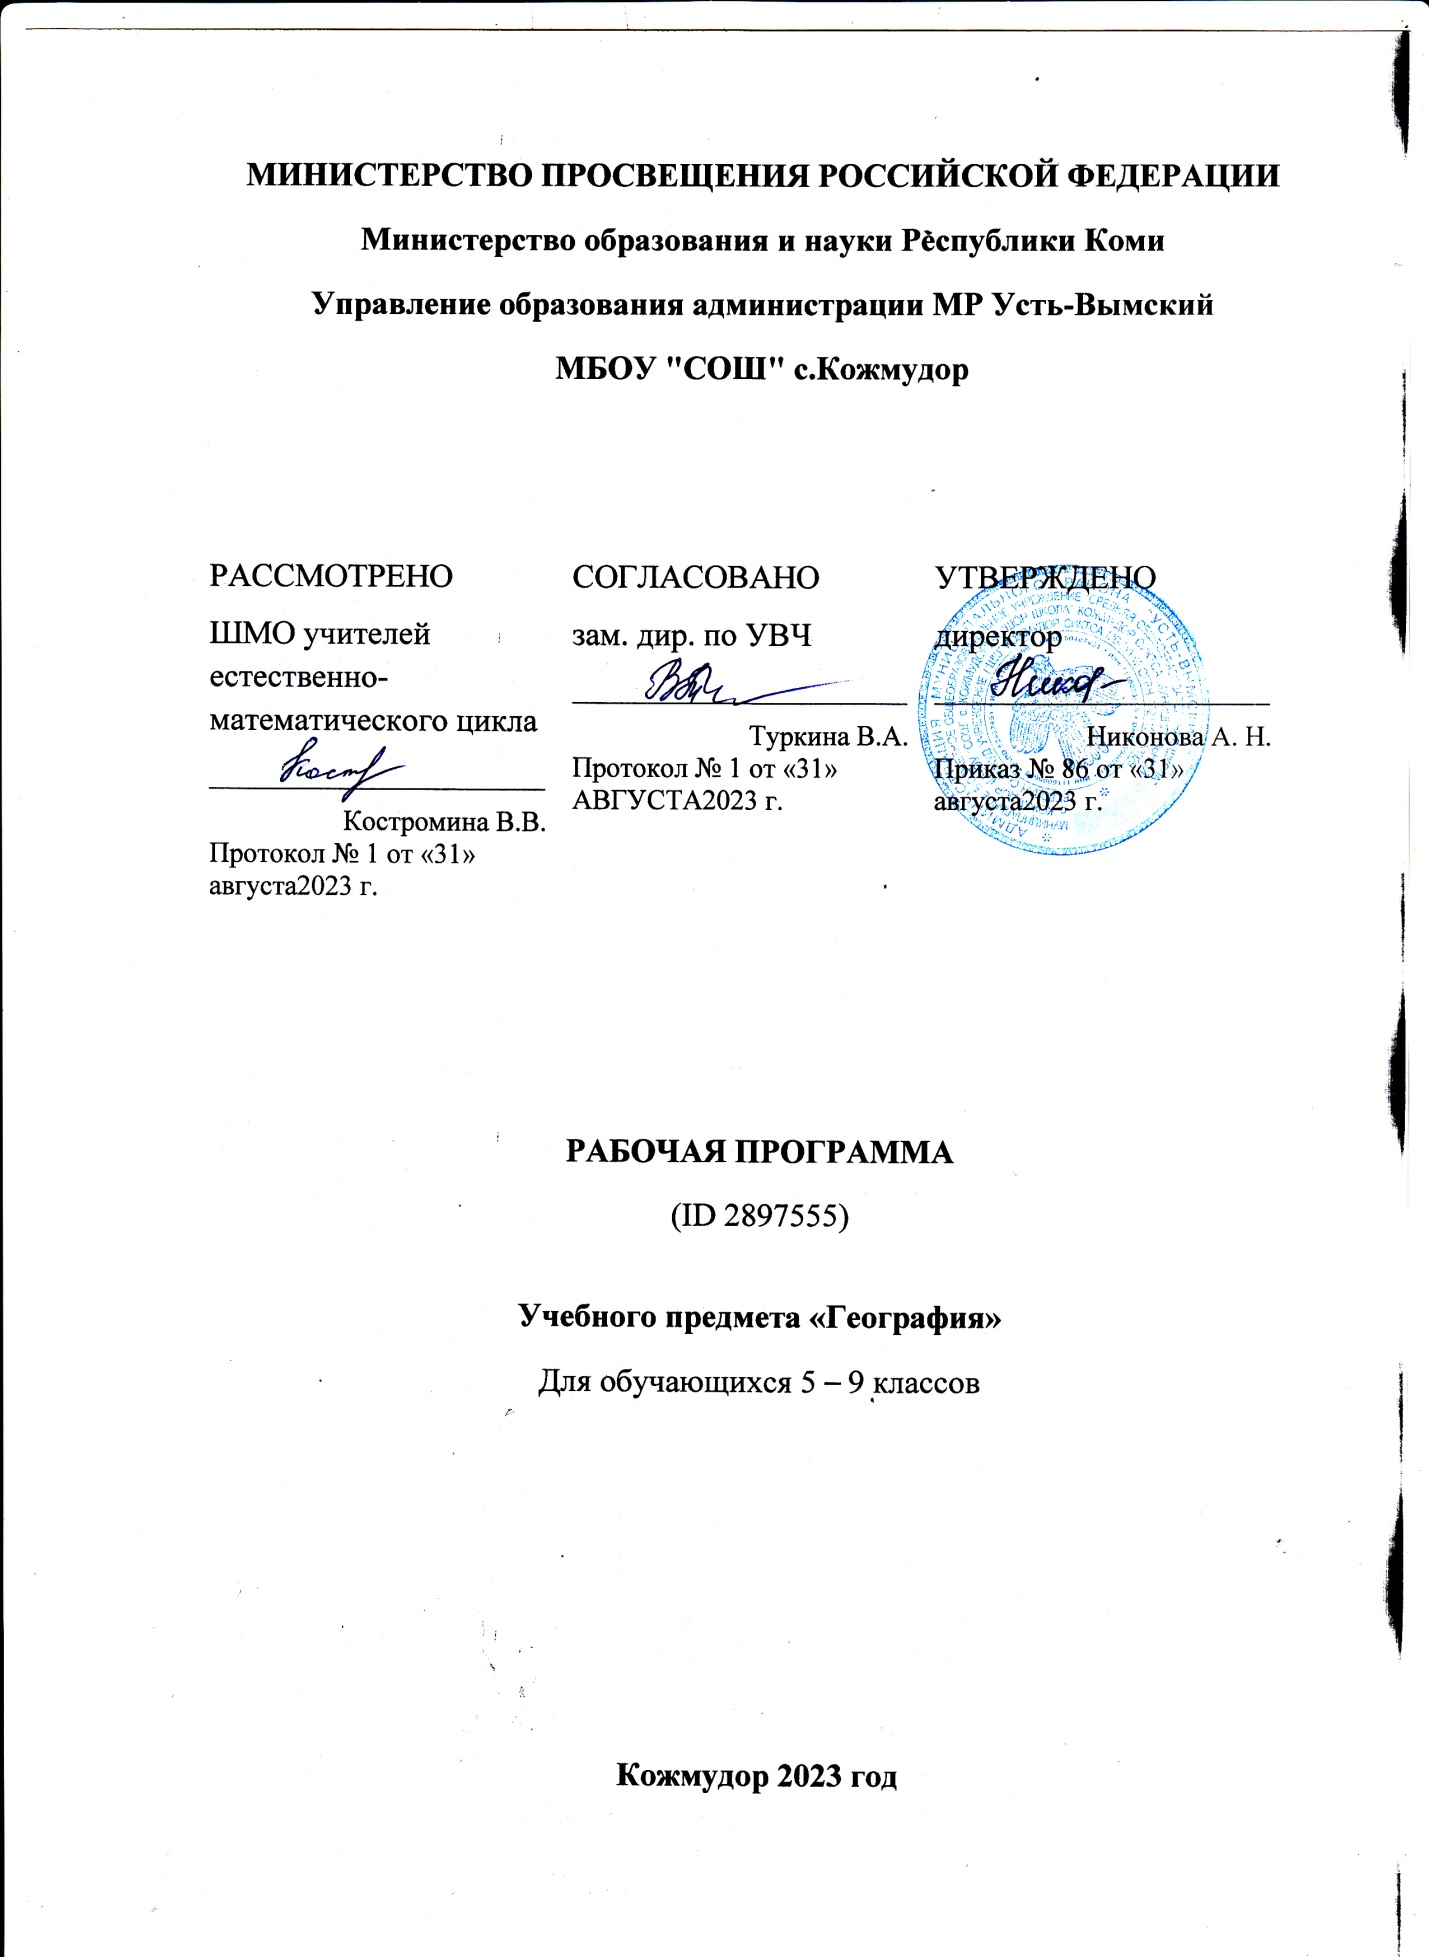 МИНИСТЕРСТВО ПРОСВЕЩЕНИЯ РОССИЙСКОЙ ФЕДЕРАЦИИ
Министерство образования и науки Республики Коми
Управление образования администрации МР Усть-Вымский
МБОУ "СОШ" с.Кожмудор
РАССМОТРЕНО
ШМО учителей
естественно-
математического цикла
Костромина В.В.
Протокол № 1 от «31»
августа2023 г.
СОГЛАСОВАНО
зам. дир. по УВЧ
Туркина В.А.
Протокол № 1 от «31»
АВГУСТА2023 г.
УТВЕРЖДЕНО
директор
Никонова А. Н.
Приказ № 86 от «31»
августа2023 г.
РАБОЧАЯ ПРОГРАММА
(ID 2897555)
Учебного предмета «География»
Для обучающихся 5 – 9 классов
Кожмудор 2023 год